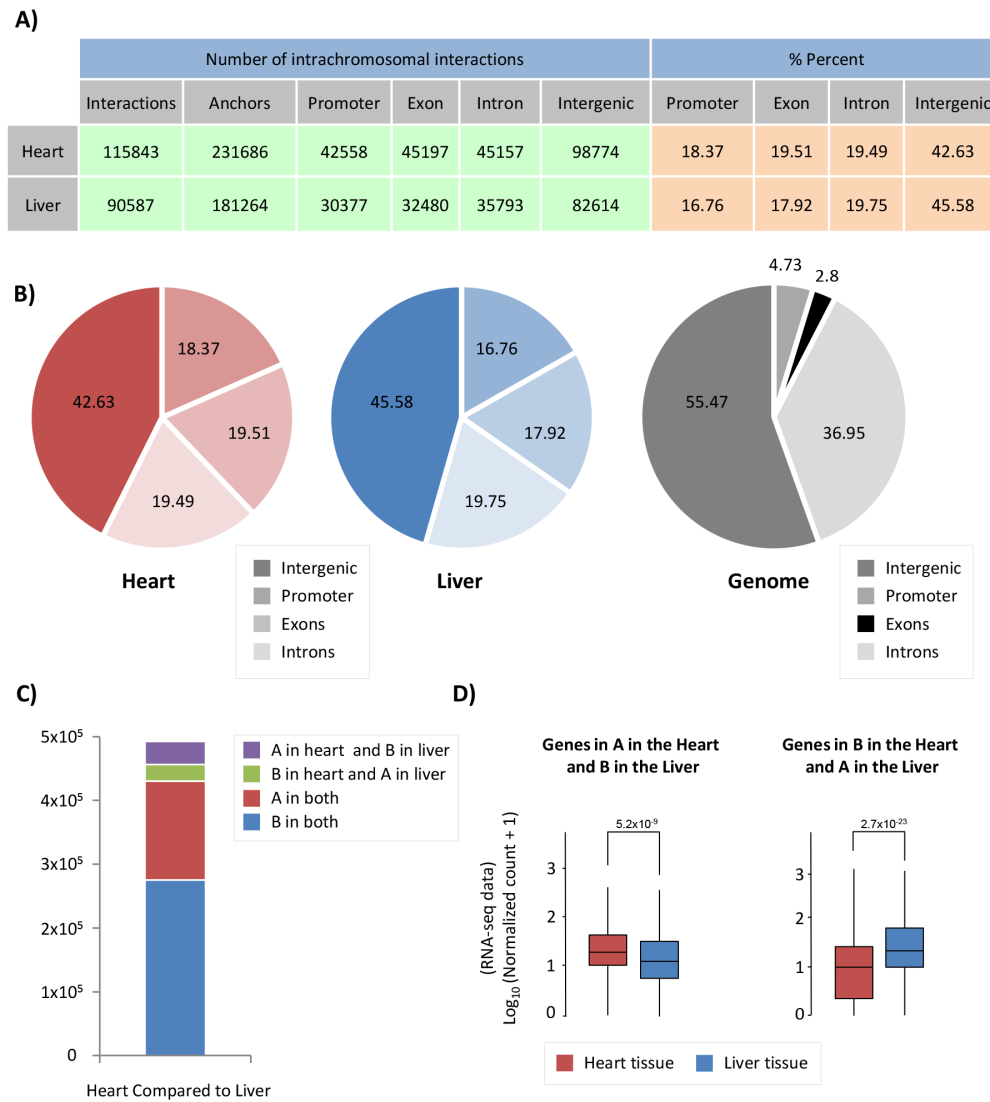 A)
Number of intrachromosomal interactions % Percent
Interactions Anchors Promoter Exon Intron Intergenic Promoter Exon Intron Intergenic
Heart 115843 231686 42558 45197 45157 98774 18.37 19.51 19.49 42.63
Liver 90587 181264 30377 32480 35793 82614 16.76 17.92 19.75 45.58
B)
42.63
18.37
19.51
19.49
Heart
45.58
16.76
17.92
19.75
Liver
4.73
2.8
55.47
36.95
Genome
Intergenic
Promoter
Exons
Introns
Intergenic
Promoter
Exons
Introns
C)
5x10⁵
4x10⁵
3x10⁵
2x10⁵
1x10⁵
0
A in heart and B in liver
B in heart and A in liver
A in both
B in both
Heart Compared to Liver
D)
Genes in A in the Heart
and B in the Liver
Genes in B in the Heart
and A in the Liver
(RNA-seq data)
Log₁₀ (Normalized count + 1)
5.2x10⁻⁹
3
2
1
0
2.7x10⁻²³
3
2
1
0
Heart tissue
Liver tissue